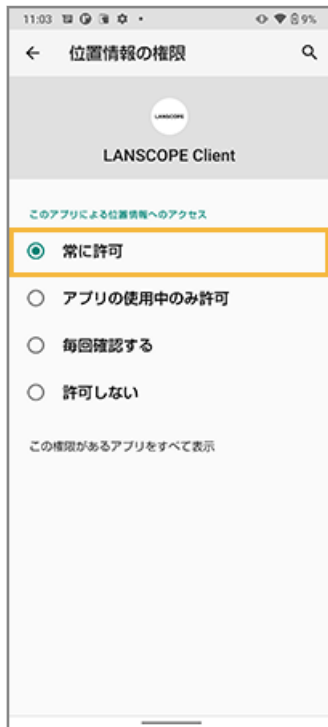 11:03
9%
位置情報の権限
LANSCOPE
LANSCOPE Client
このアプリによる位置情報へのアクセス
常に許可
アプリの使用中のみ許可
毎回確認する
許可しない
この権限があるアプリをすべて表示